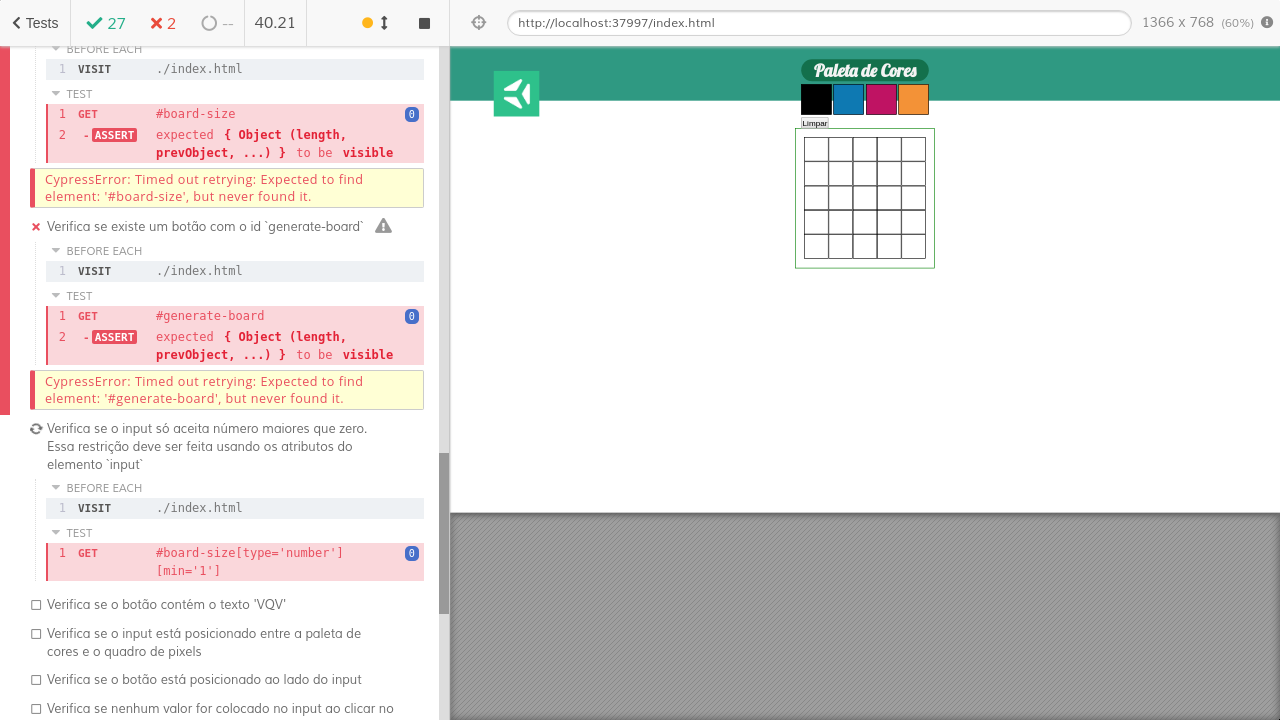 Tests
27
2
--
40.21
http://localhost:37997/index.html
1366 x 768 (60%)
BEFORE EACH
1 VISIT ./index.html
TEST
1 GET #board-size 0
2 -ASSERT expected { Object (length,
prevObject, ...) } to be visible
CypressError: Timed out retrying: Expected to find
element: '#board-size', but never found it.
Verifica se existe um botão com o id `generate-board`
BEFORE EACH
1 VISIT ./index.html
TEST
1 GET #generate-board 0
2 -ASSERT expected { Object (length,
prevObject, ...) } to be visible
CypressError: Timed out retrying: Expected to find
element: '#generate-board', but never found it.
Verifica se o input só aceita número maiores que zero.
Essa restrição deve ser feita usando os atributos do
elemento `input`
BEFORE EACH
1 VISIT ./index.html
TEST
1 GET #board-size[type='number'] 0
[min='1']
Verifica se o botão contém o texto 'VQV'
Verifica se o input está posicionado entre a paleta de
cores e o quadro de pixels
Verifica se o botão está posicionado ao lado do input
Verifica se nenhum valor for colocado no input ao clicar no
Paleta de Cores
Limpar